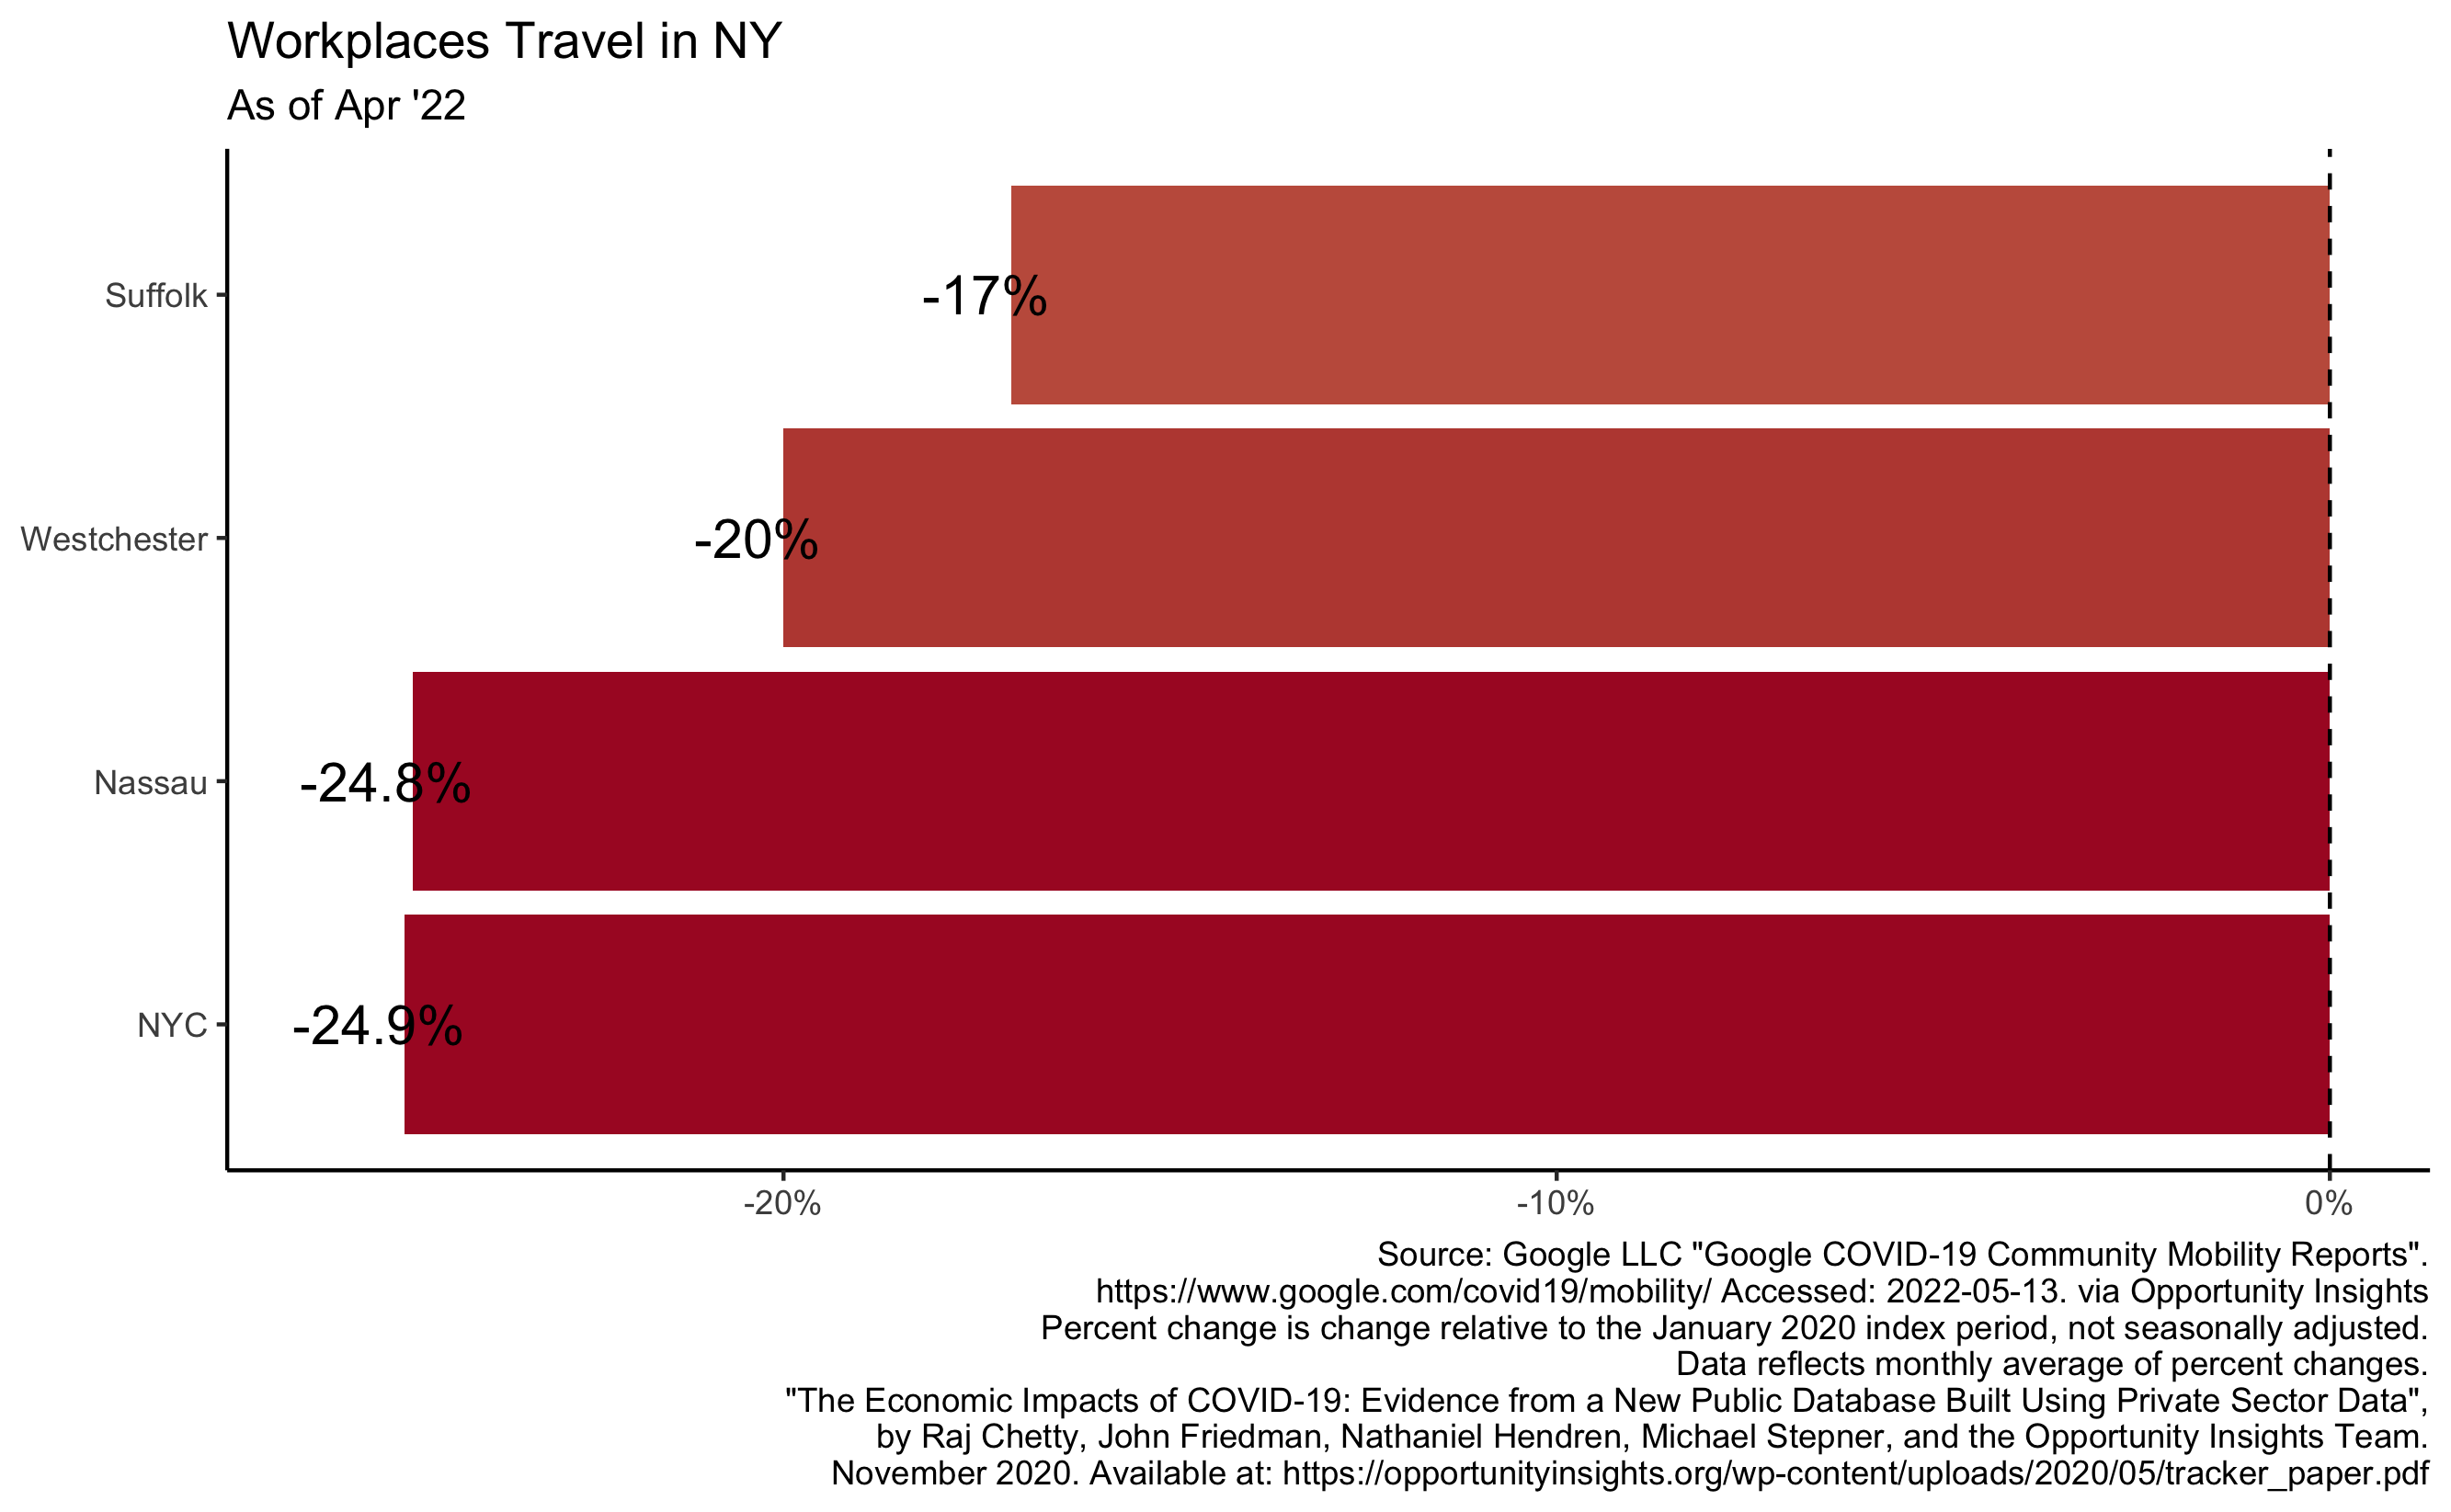 Workplaces Travel in NY
As of Apr '22
Suffolk
-17%
Westchester
-20%
Nassau
-24.8%
NYC
-24.9%
-20%
-10%
0%
Source: Google LLC "Google COVID-19 Community Mobility Reports".
https://www.google.com/covid19/mobility/ Accessed: 2022-05-13. via Opportunity Insights
Percent change is change relative to the January 2020 index period, not seasonally adjusted.
Data reflects monthly average of percent changes.
"The Economic Impacts of COVID-19: Evidence from a New Public Database Built Using Private Sector Data",
by Raj Chetty, John Friedman, Nathaniel Hendren, Michael Stepner, and the Opportunity Insights Team.
November 2020. Available at: https://opportunityinsights.org/wp-content/uploads/2020/05/tracker_paper.pdf